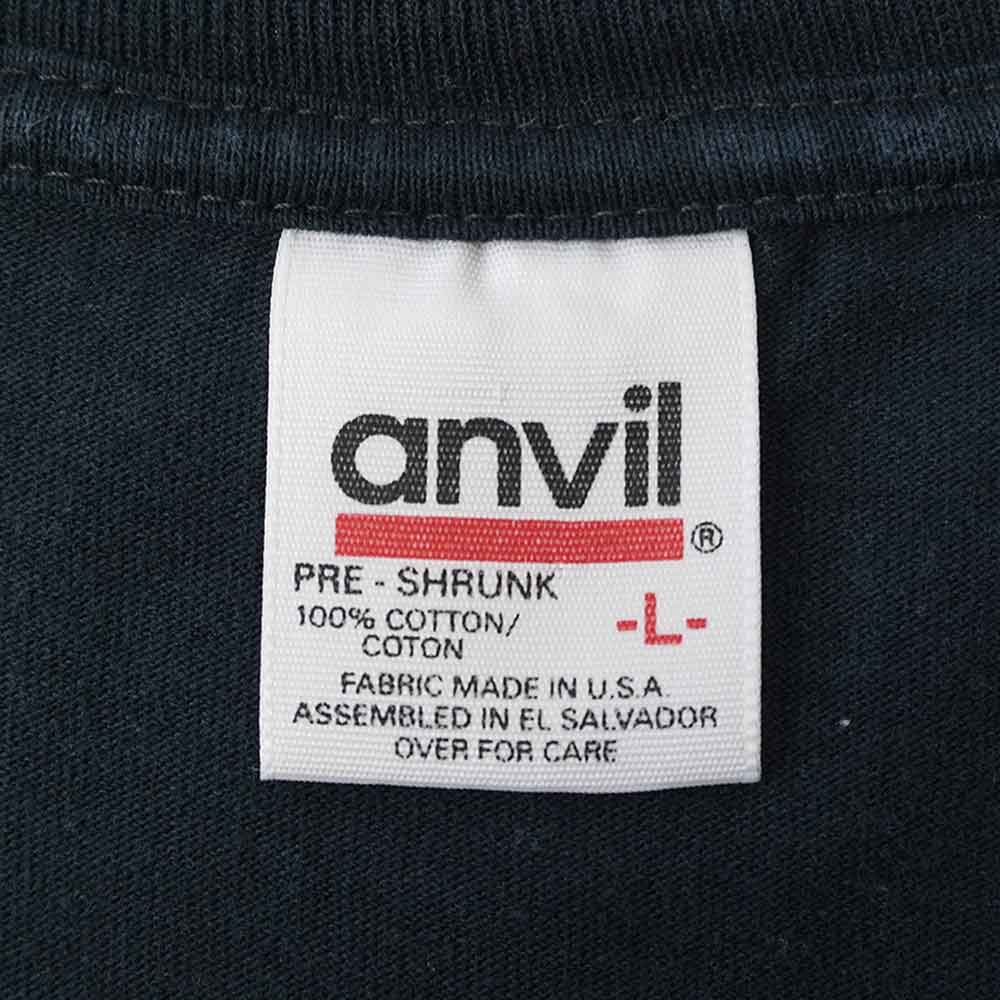 anvil
®
PRE - SHRUNK
100% COTTON/
COTON
-L-
FABRIC MADE IN U.S.A.
ASSEMBLED IN EL SALVADOR
OVER FOR CARE